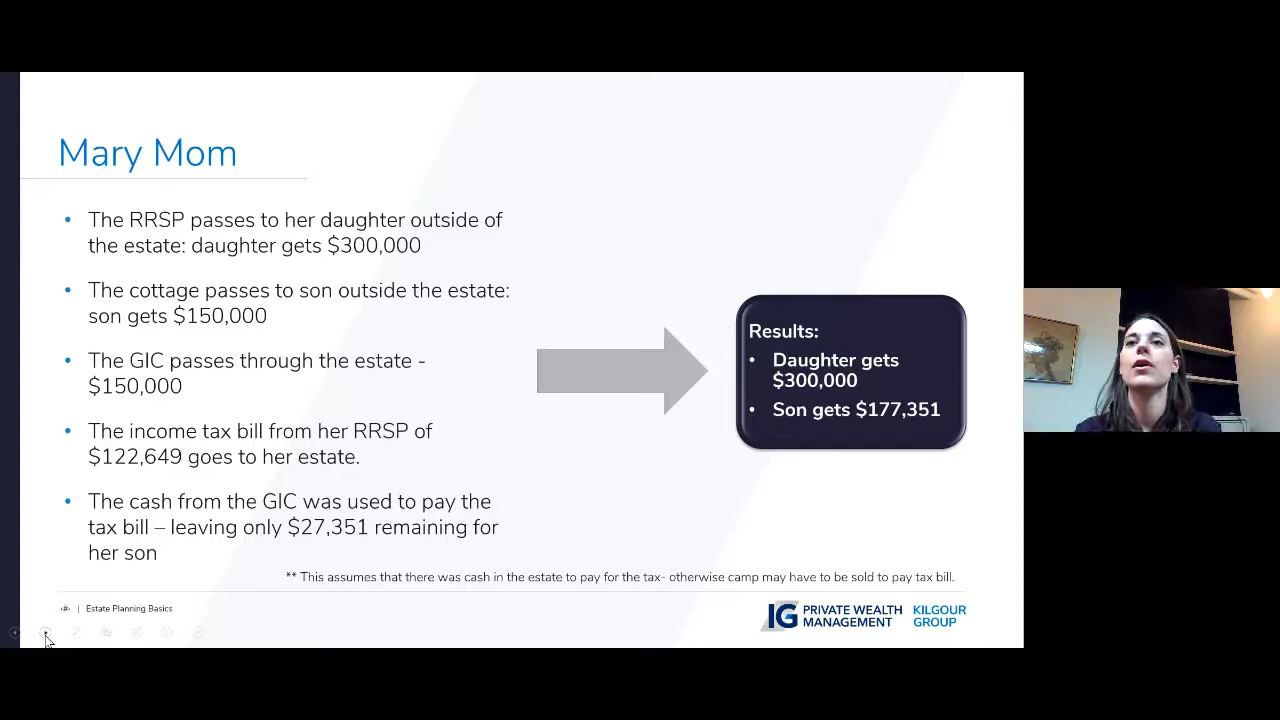 Mary Mom
• The RRSP passes to her daughter outside of
the estate: daughter gets $300,000
• The cottage passes to son outside the estate:
son gets $150,000
• The GIC passes through the estate -
$150,000
• The income tax bill from her RRSP of
$122,649 goes to her estate.
• The cash from the GIC was used to pay the
tax bill – leaving only $27,351 remaining for
her son
Results:
• Daughter gets
$300,000
• Son gets $177,351
** This assumes that there was cash in the estate to pay for the tax- otherwise camp may have to be sold to pay tax bill.
| Estate Planning Basics
IG PRIVATE WEALTH
MANAGEMENT
KILGOUR
GROUP